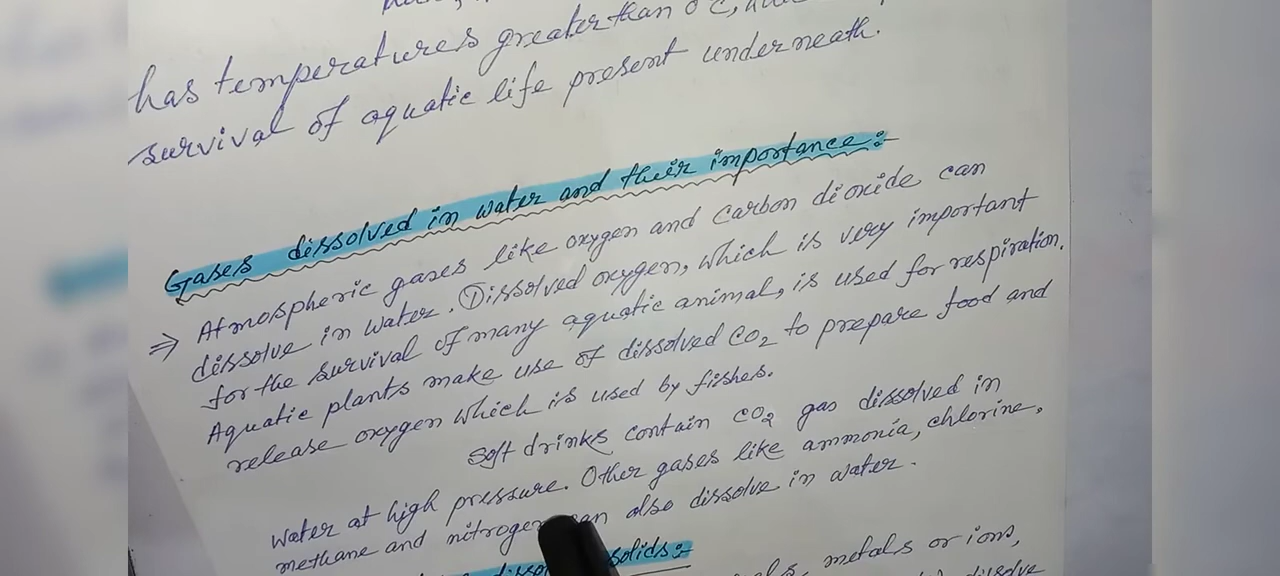 has temperatures greater than 0°C,
survival of aquatic life present underneath.
Gases dissolved in water and their importance:-
⇒ Atmospheric gases like oxygen and carbon dioxide can
dissolve in water. Dissolved oxygen, which is very important
for the survival of many aquatic animal, is used for respiration.
Aquatic plants make use of dissolved CO2 to prepare food and
release oxygen which is used by fishes.
Soft drinks contain CO2 gas dissolved in
water at high pressure. Other gases like ammonia, chlorine,
methane and nitrogen can also dissolve in water.
solids:-
metals or ions,